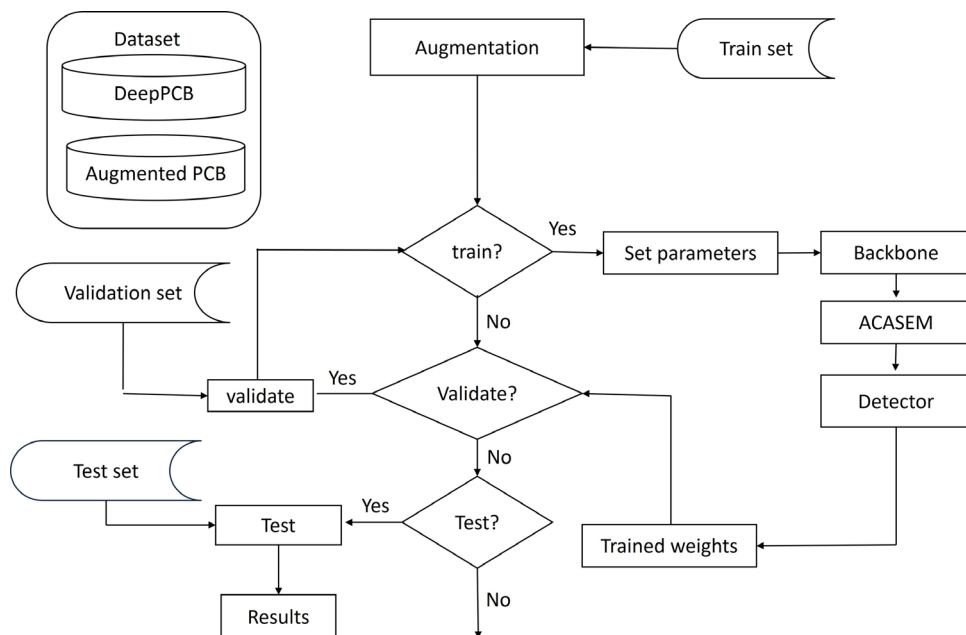 Dataset
DeepPCB
Augmented PCB
Augmentation
Train set
train?
Yes
Set parameters
Backbone
Validation set
No
ACASEM
validate
Yes
Validate?
Detector
No
Test set
Yes
Test
Test?
Trained weights
No
Results